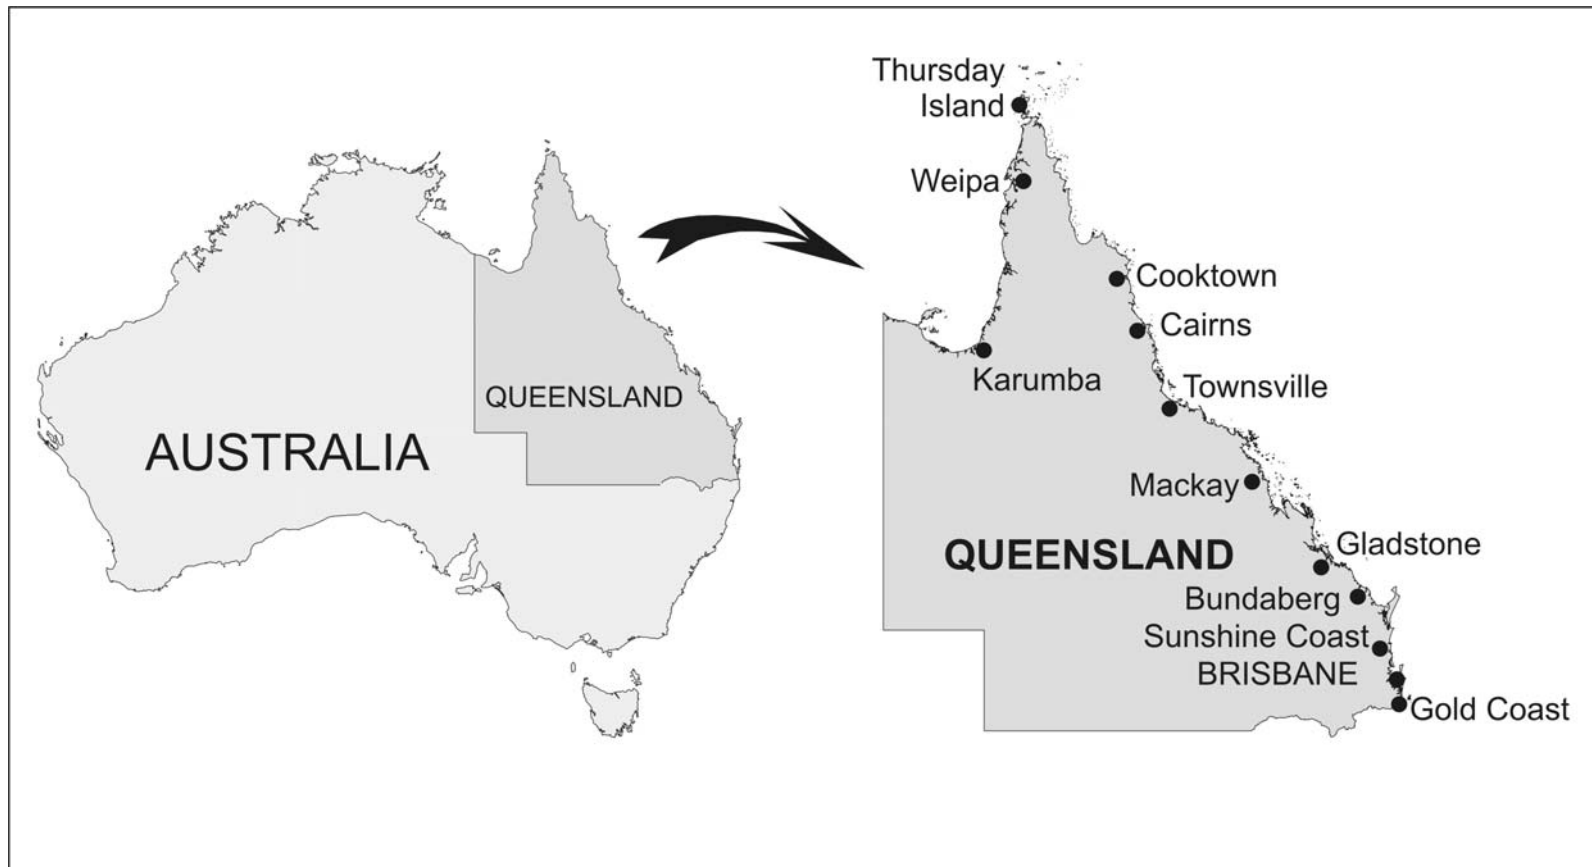 AUSTRALIA
QUEENSLAND
Thursday
Island
Weipa
Cooktown
Cairns
Karumba
Townsville
Mackay
QUEENSLAND
Gladstone
Bundaberg
Sunshine Coast
BRISBANE
Gold Coast